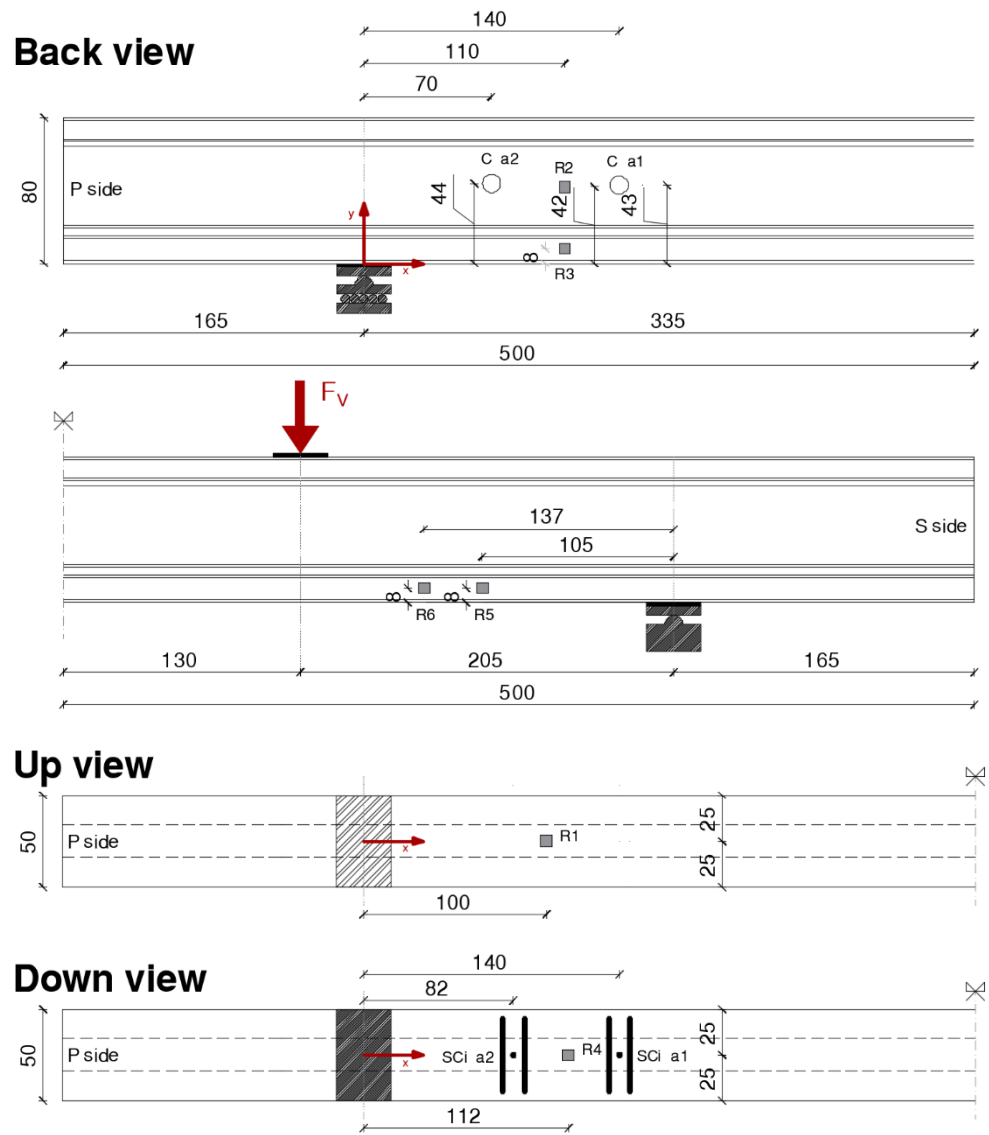 140
Back view
110
70
C a2
C a1
R2
80
P side
44
42
43
y
8
x
R3
165
335
500
F_v
137
S side
105
8
8
R6
R5
130
205
165
500
Up view
50
P side
x
R1
25
25
100
Down view
140
82
50
P side
x
SCi a2
R4
SCi a1
25
25
112